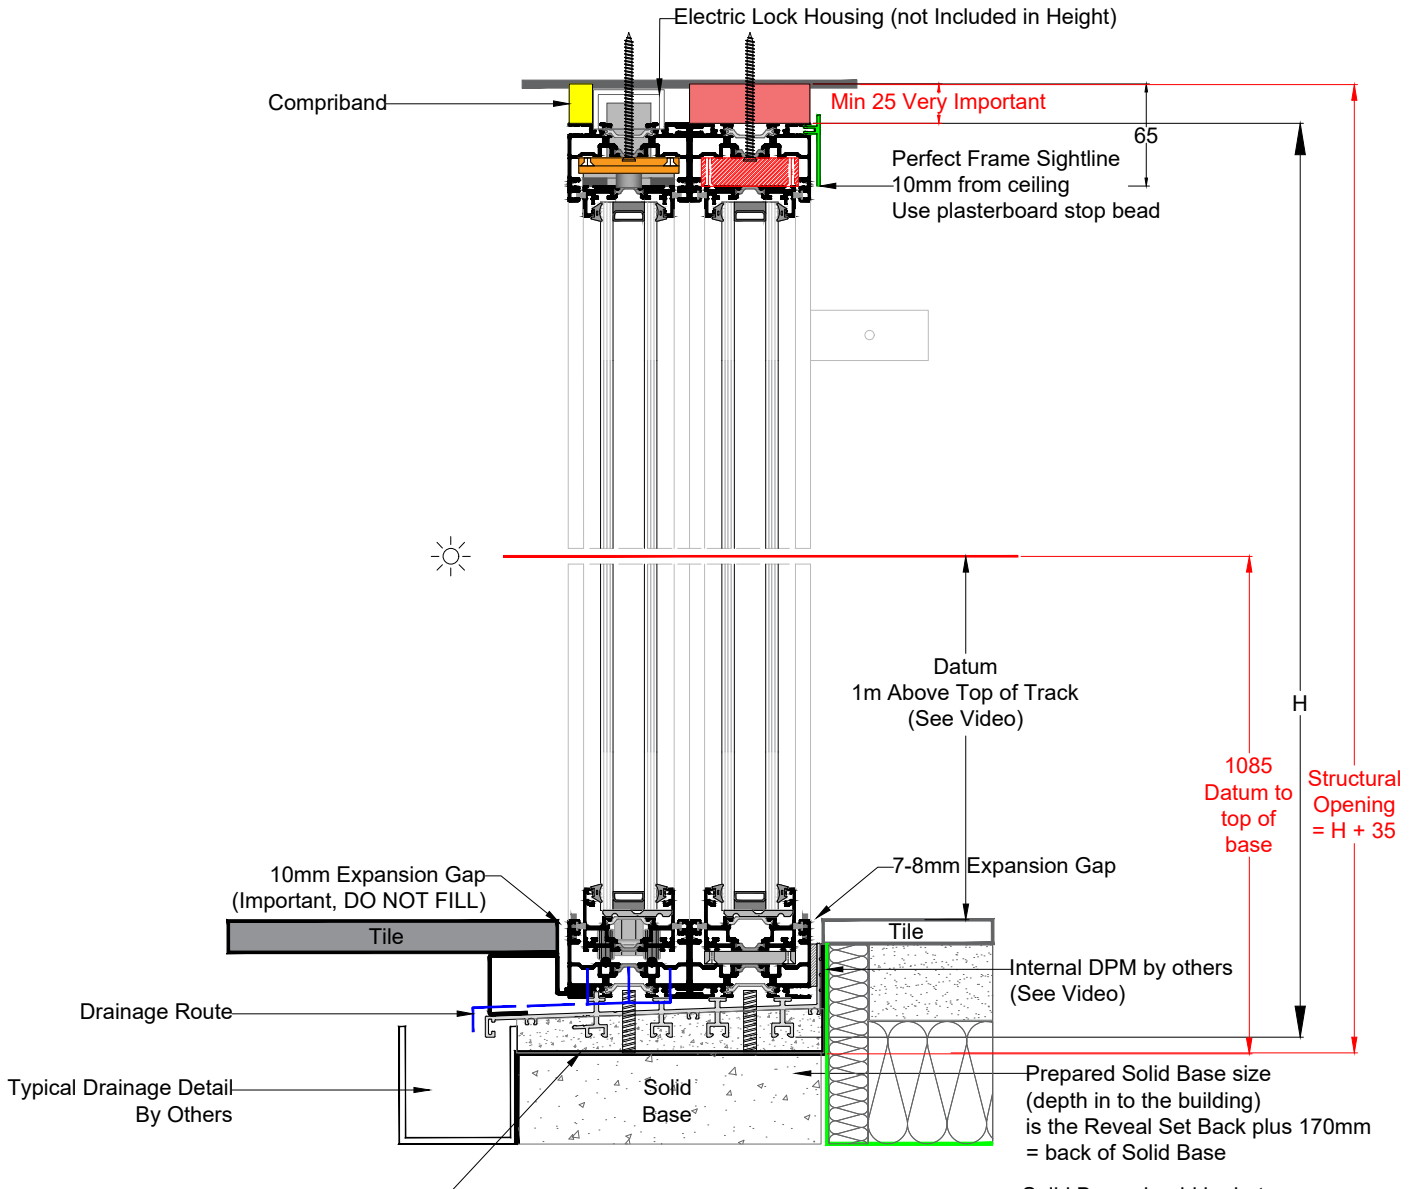 Electric Lock Housing (not Included in Height)
Compriband
Min 25 Very Important
65
Perfect Frame Sightline
10mm from ceiling
Use plasterboard stop bead
Datum
1m Above Top of Track
(See Video)
H
1085
Datum to
top of
base
Structural
Opening
= H + 35
10mm Expansion Gap
(Important, DO NOT FILL)
7-8mm Expansion Gap
Tile
Tile
Internal DPM by others
(See Video)
Drainage Route
Typical Drainage Detail
By Others
Solid
Base
Prepared Solid Base size
(depth in to the building)
is the Reveal Set Back plus 170mm
= back of Solid Base